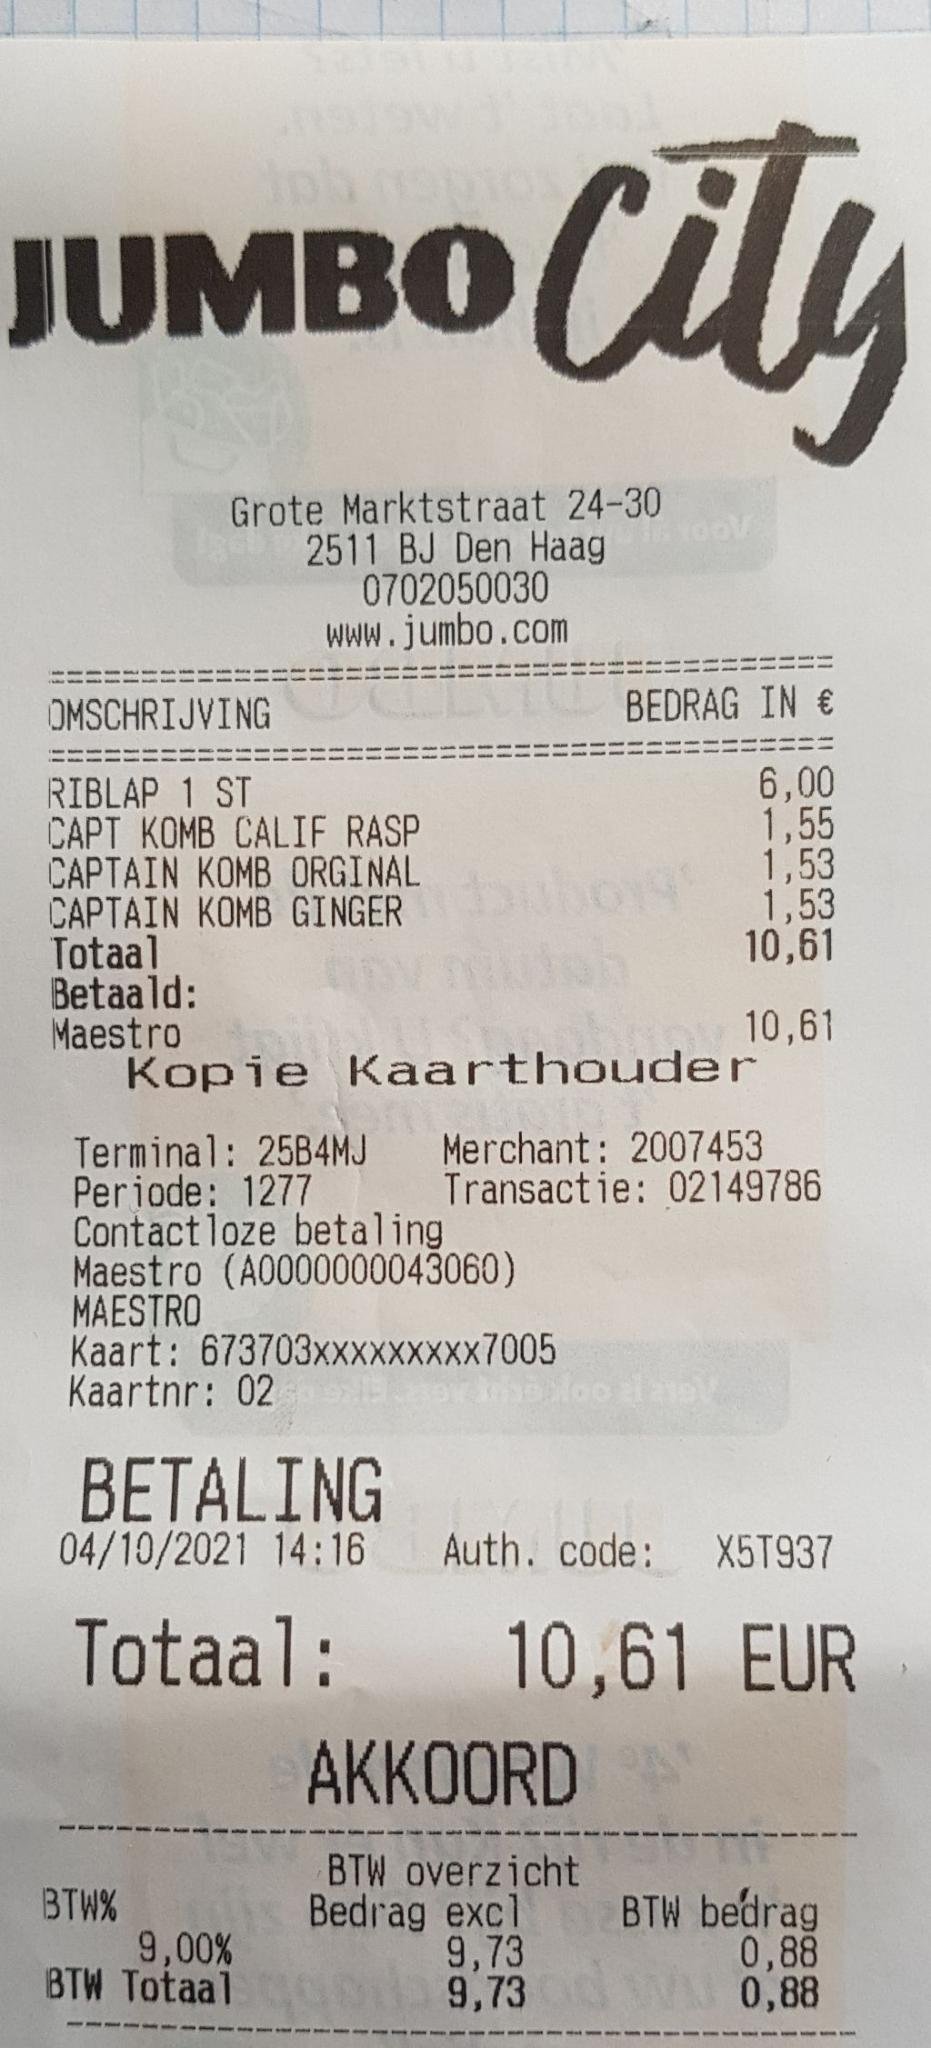 JUMBO City
Grote Marktstraat 24-30
2511 BJ Den Haag
0702050030
www.jumbo.com
========================================
OMSCHRIJVING BEDRAG IN €
========================================
RIBLAP 1 ST 6,00
CAPT KOMB CALIF RASP 1,55
CAPTAIN KOMB ORGINAL 1,53
CAPTAIN KOMB GINGER 1,53
Totaal 10,61
Betaald:
Maestro 10,61
Kopie Kaarthouder
Terminal: 25B4MJ Merchant: 2007453
Periode: 1277 Transactie: 02149786
Contactloze betaling
Maestro (A0000000043060)
MAESTRO
Kaart: 673703xxxxxxxxx7005
Kaartnr: 02
BETALING
04/10/2021 14:16 Auth. code: X5T937
Totaal: 10,61 EUR
AKKOORD
BTW overzicht
BTW% Bedrag excl BTW bedrag
9,00% 9,73 0,88
BTW Totaal 9,73 0,88